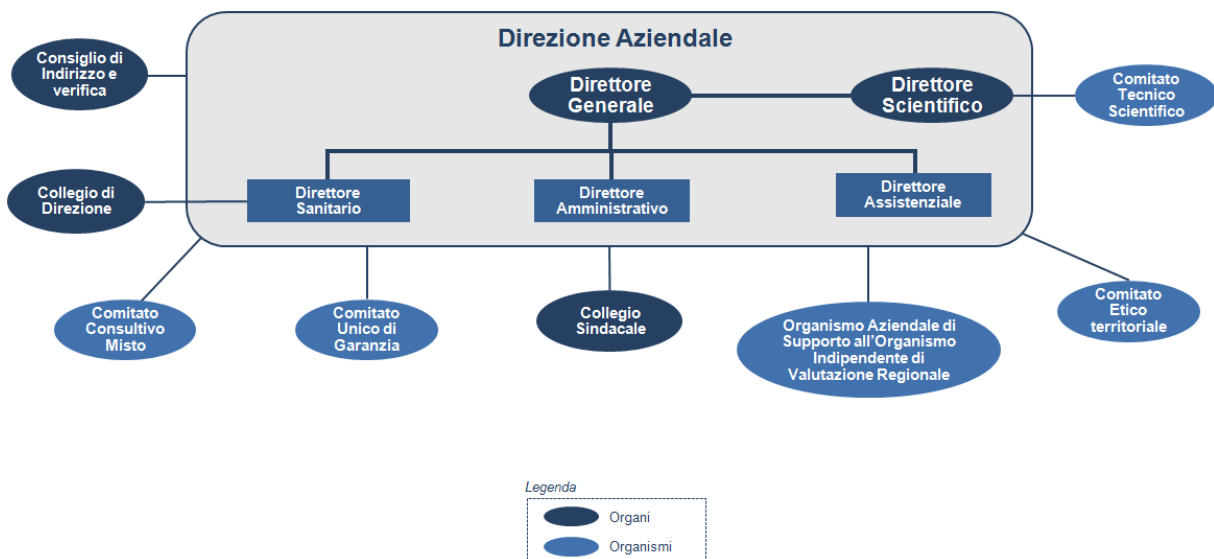 Direzione Aziendale
Consiglio di
Indirizzo e
verifica
Direttore
Generale
Direttore
Scientifico
Comitato
Tecnico
Scientifico
Collegio di
Direzione
Direttore
Sanitario
Direttore
Amministrativo
Direttore
Assistenziale
Comitato
Consultivo
Misto
Comitato
Unico di
Garanzia
Collegio
Sindacale
Organismo Aziendale di
Supporto all'Organismo
Indipendente di
Valutazione Regionale
Comitato
Etico
territoriale
Legenda
Organi
Organismi